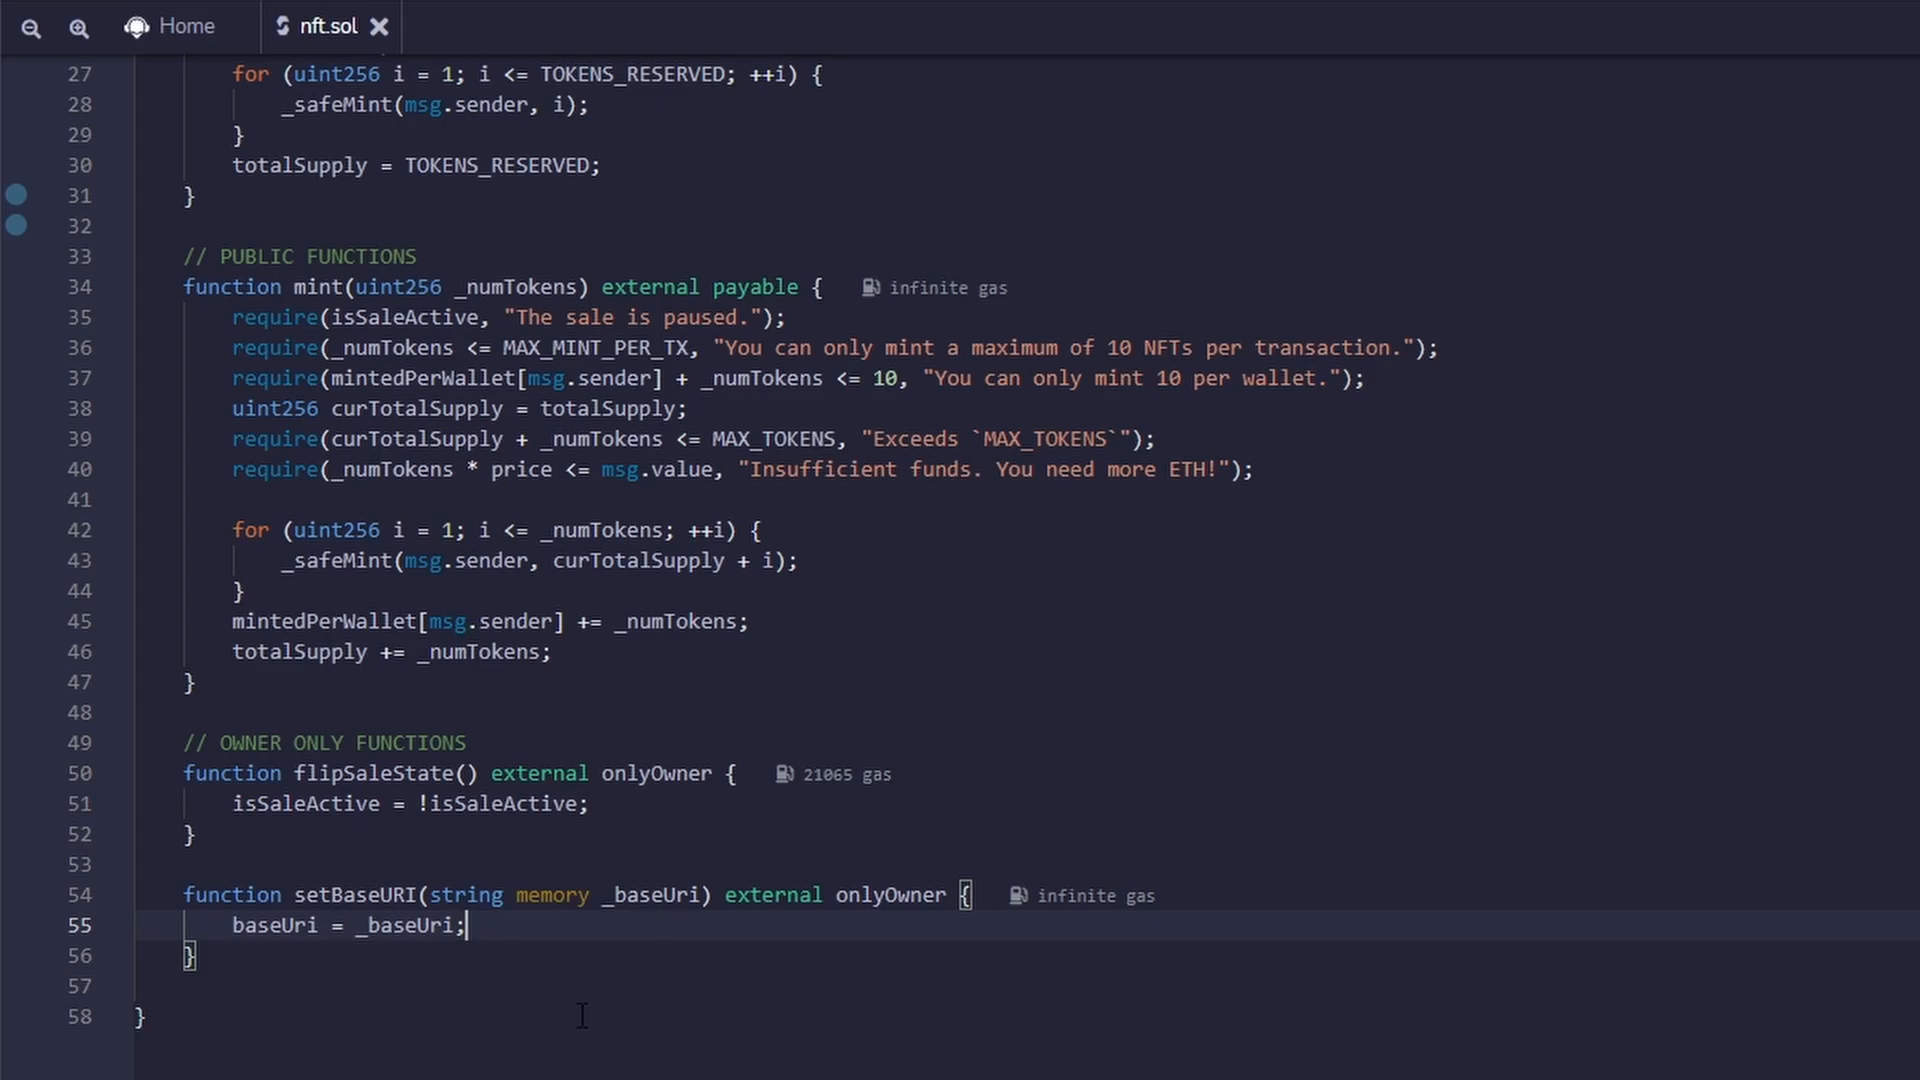 Home nft.sol
27 for (uint256 i = 1; i <= TOKENS_RESERVED; ++i) {
28 _safeMint(msg.sender, i);
29 }
30 totalSupply = TOKENS_RESERVED;
31 }
32
33 // PUBLIC FUNCTIONS
34 function mint(uint256 _numTokens) external payable { infinite gas
35 require(isSaleActive, "The sale is paused.");
36 require(_numTokens <= MAX_MINT_PER_TX, "You can only mint a maximum of 10 NFTs per transaction.");
37 require(mintedPerWallet[msg.sender] + _numTokens <= 10, "You can only mint 10 per wallet.");
38 uint256 curTotalSupply = totalSupply;
39 require(curTotalSupply + _numTokens <= MAX_TOKENS, "Exceeds `MAX_TOKENS`");
40 require(_numTokens * price <= msg.value, "Insufficient funds. You need more ETH!");
41
42 for (uint256 i = 1; i <= _numTokens; ++i) {
43 _safeMint(msg.sender, curTotalSupply + i);
44 }
45 mintedPerWallet[msg.sender] += _numTokens;
46 totalSupply += _numTokens;
47 }
48
49 // OWNER ONLY FUNCTIONS
50 function flipSaleState() external onlyOwner { 21065 gas
51 isSaleActive = !isSaleActive;
52 }
53
54 function setBaseURI(string memory _baseUri) external onlyOwner { infinite gas
55 baseUri = _baseUri;
56 }
57
58 }